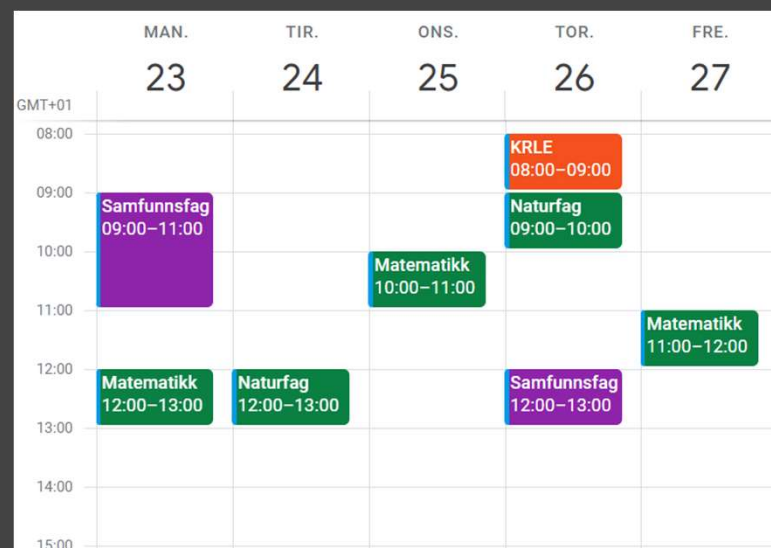 MAN. TIR. ONS. TOR. FRE.
23 24 25 26 27
GMT+01
08:00
KRLE
08:00–09:00
09:00
Samfunnsfag
09:00–11:00
Naturfag
09:00–10:00
10:00
Matematikk
10:00–11:00
11:00
Matematikk
11:00–12:00
12:00
Matematikk
12:00–13:00
Naturfag
12:00–13:00
Samfunnsfag
12:00–13:00
13:00
14:00
15:00